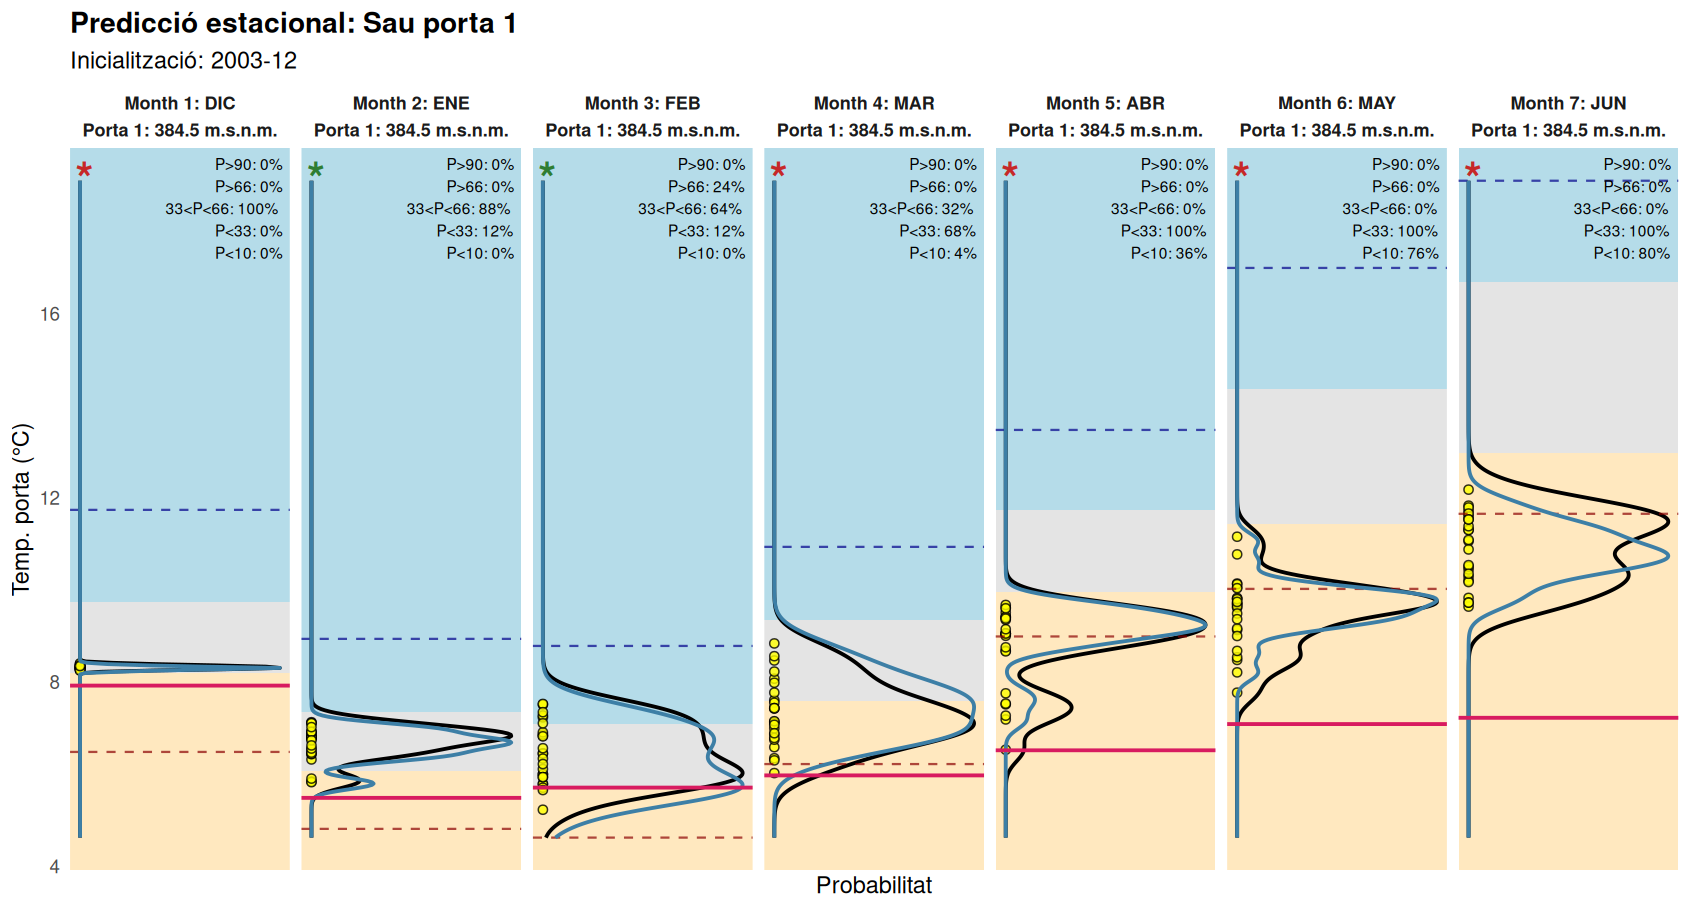 Predicció estacional: Sau porta 1
Inicialització: 2003-12
Month 1: DIC
Porta 1: 384.5 m.s.n.m.
Month 2: ENE
Porta 1: 384.5 m.s.n.m.
Month 3: FEB
Porta 1: 384.5 m.s.n.m.
Month 4: MAR
Porta 1: 384.5 m.s.n.m.
Month 5: ABR
Porta 1: 384.5 m.s.n.m.
Month 6: MAY
Porta 1: 384.5 m.s.n.m.
Month 7: JUN
Porta 1: 384.5 m.s.n.m.
*
P>90: 0%
P>66: 0%
33<P<66: 100%
P<33: 0%
P<10: 0%
*
P>90: 0%
P>66: 0%
33<P<66: 88%
P<33: 12%
P<10: 0%
*
P>90: 0%
P>66: 24%
33<P<66: 64%
P<33: 12%
P<10: 0%
*
P>90: 0%
P>66: 0%
33<P<66: 32%
P<33: 68%
P<10: 4%
*
P>90: 0%
P>66: 0%
33<P<66: 0%
P<33: 100%
P<10: 36%
*
P>90: 0%
P>66: 0%
33<P<66: 0%
P<33: 100%
P<10: 76%
*
P>90: 0%
P>66: 0%
33<P<66: 0%
P<33: 100%
P<10: 80%
Temp. porta (°C)
16
12
8
4
Probabilitat